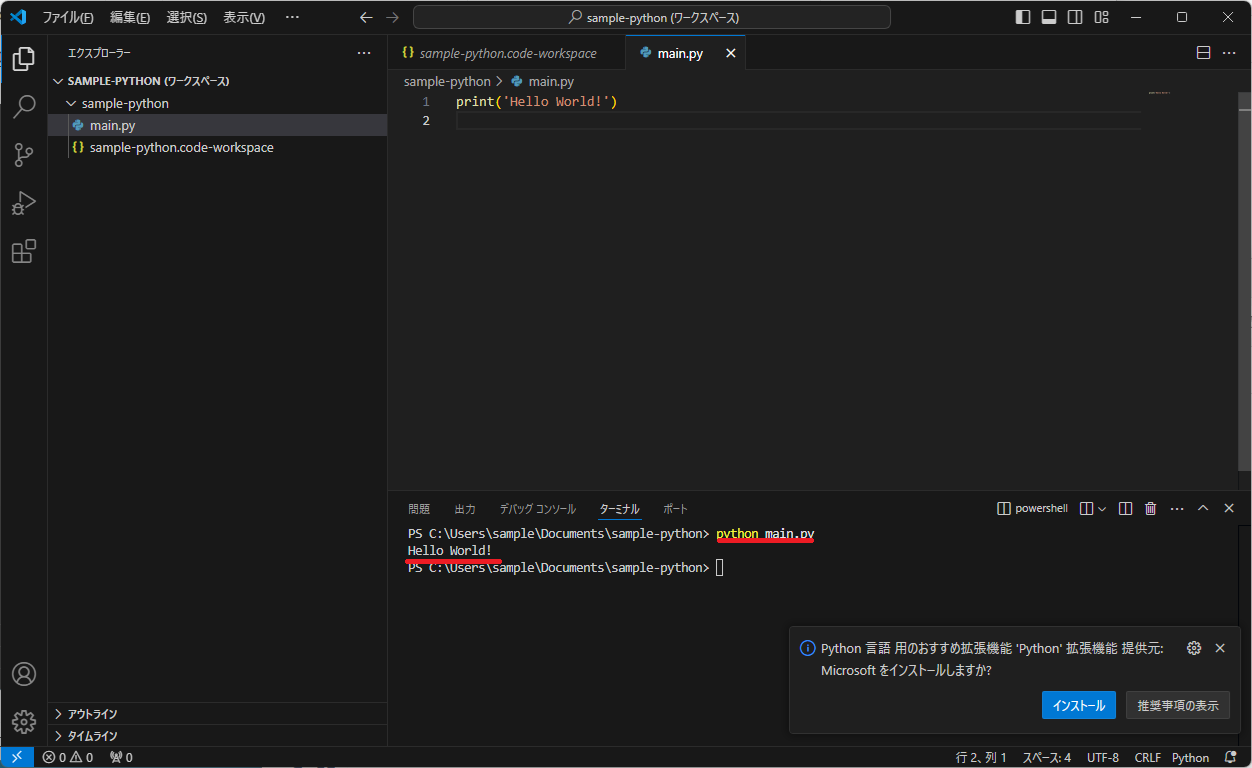 ファイル(F) 編集(E) 選択(S) 表示(V) … sample-python (ワークスペース)
エクスプローラー …
SAMPLE-PYTHON (ワークスペース)
sample-python
main.py
{} sample-python.code-workspace
アウトライン
タイムライン
{} sample-python.code-workspace main.py
sample-python > main.py
1 print('Hello World!')
2
問題 出力 デバッグ コンソール ターミナル ポート powershell
PS C:\Users\sample\Documents\sample-python> python main.py
Hello World!
PS C:\Users\sample\Documents\sample-python>
Python 言語 用のおすすめ拡張機能 'Python' 拡張機能 提供元:
Microsoft をインストールしますか?
インストール 推奨事項の表示
0 0 0 行 2、列 1 スペース: 4 UTF-8 CRLF Python